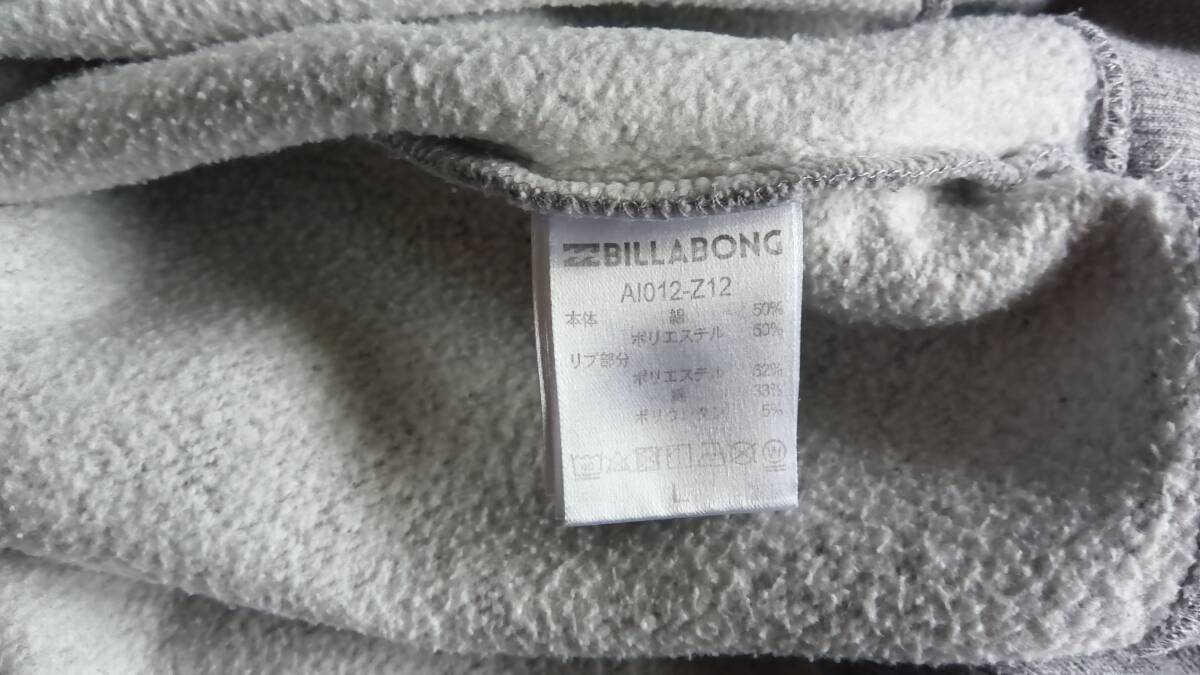 BILLABONG
AI012-Z12
本体 綿 50%
ポリエステル 50%
リブ部分
ポリエステル 62%
綿 33%
ポリウレタン 5%
L